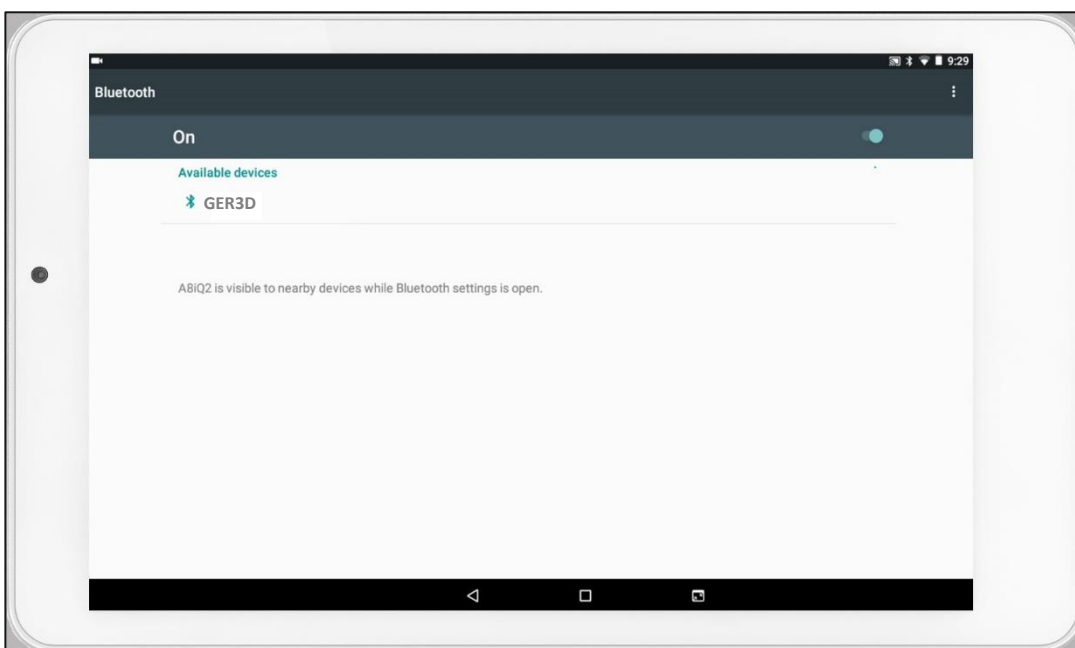 9:29
Bluetooth
On
Available devices
GER3D
A8iQ2 is visible to nearby devices while Bluetooth settings is open.